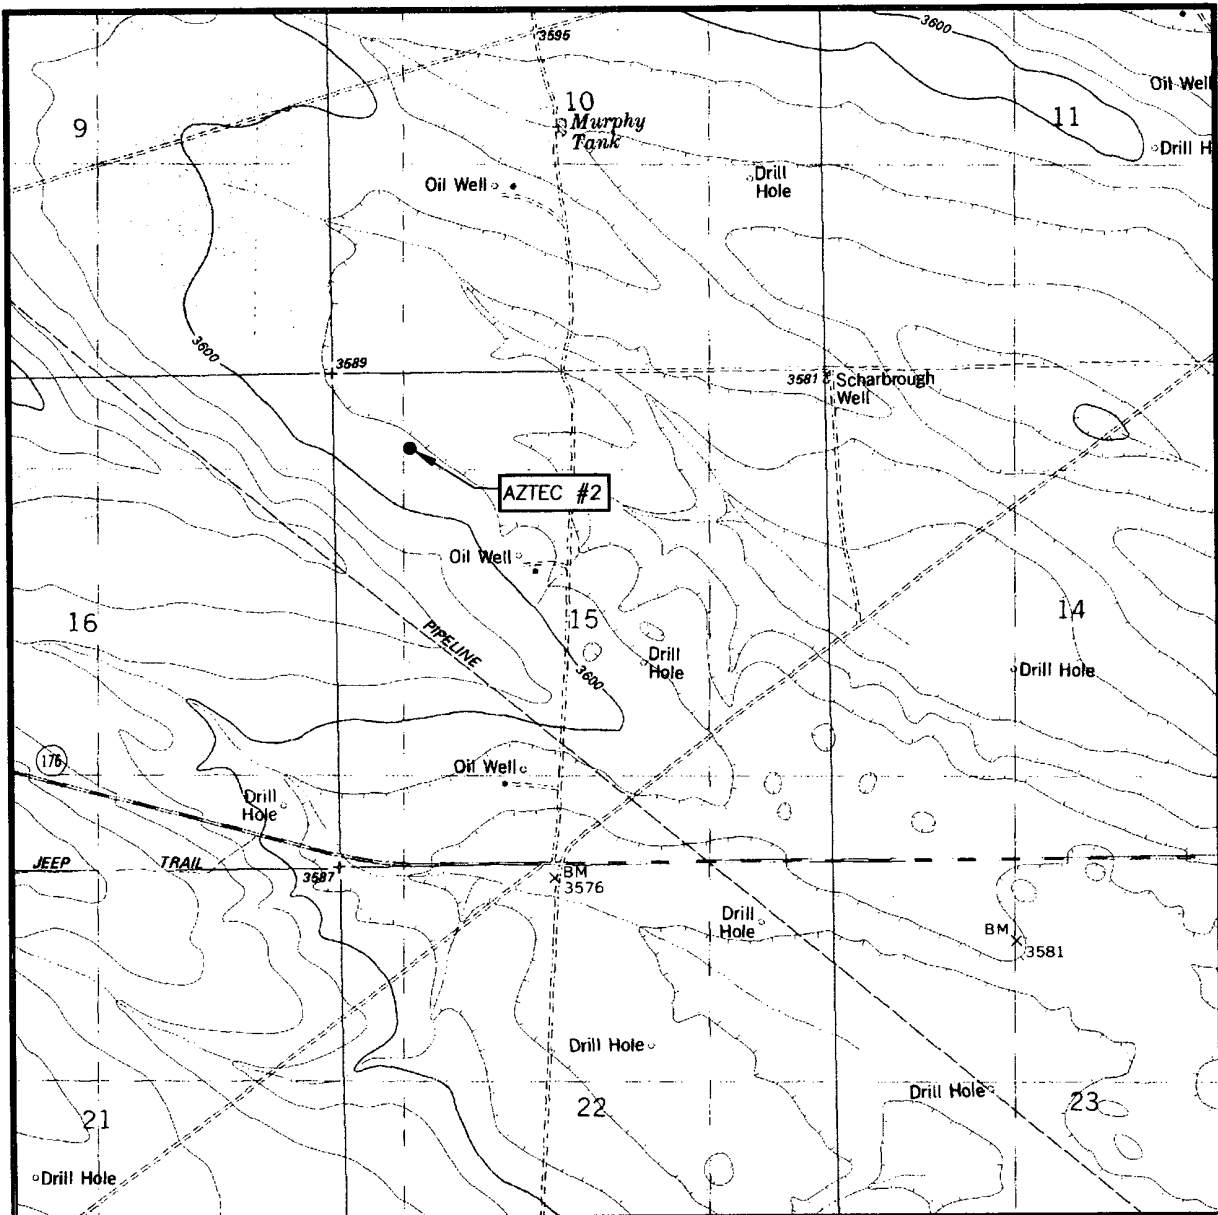 3600
3595
Oil Well
10
11
9
Murphy
Tank
Drill H
Drill
Hole
Oil Well
3600
3589
3581
Scharbrough
Well
AZTEC #2
Oil Well
16
15
14
PIPELINE
Drill
Hole
Drill Hole
3600
176
Oil Well
Drill
Hole
JEEP TRAIL
3587
BM
3576
Drill
Hole
BM
3581
Drill Hole
Drill Hole
21
22
23
Drill Hole